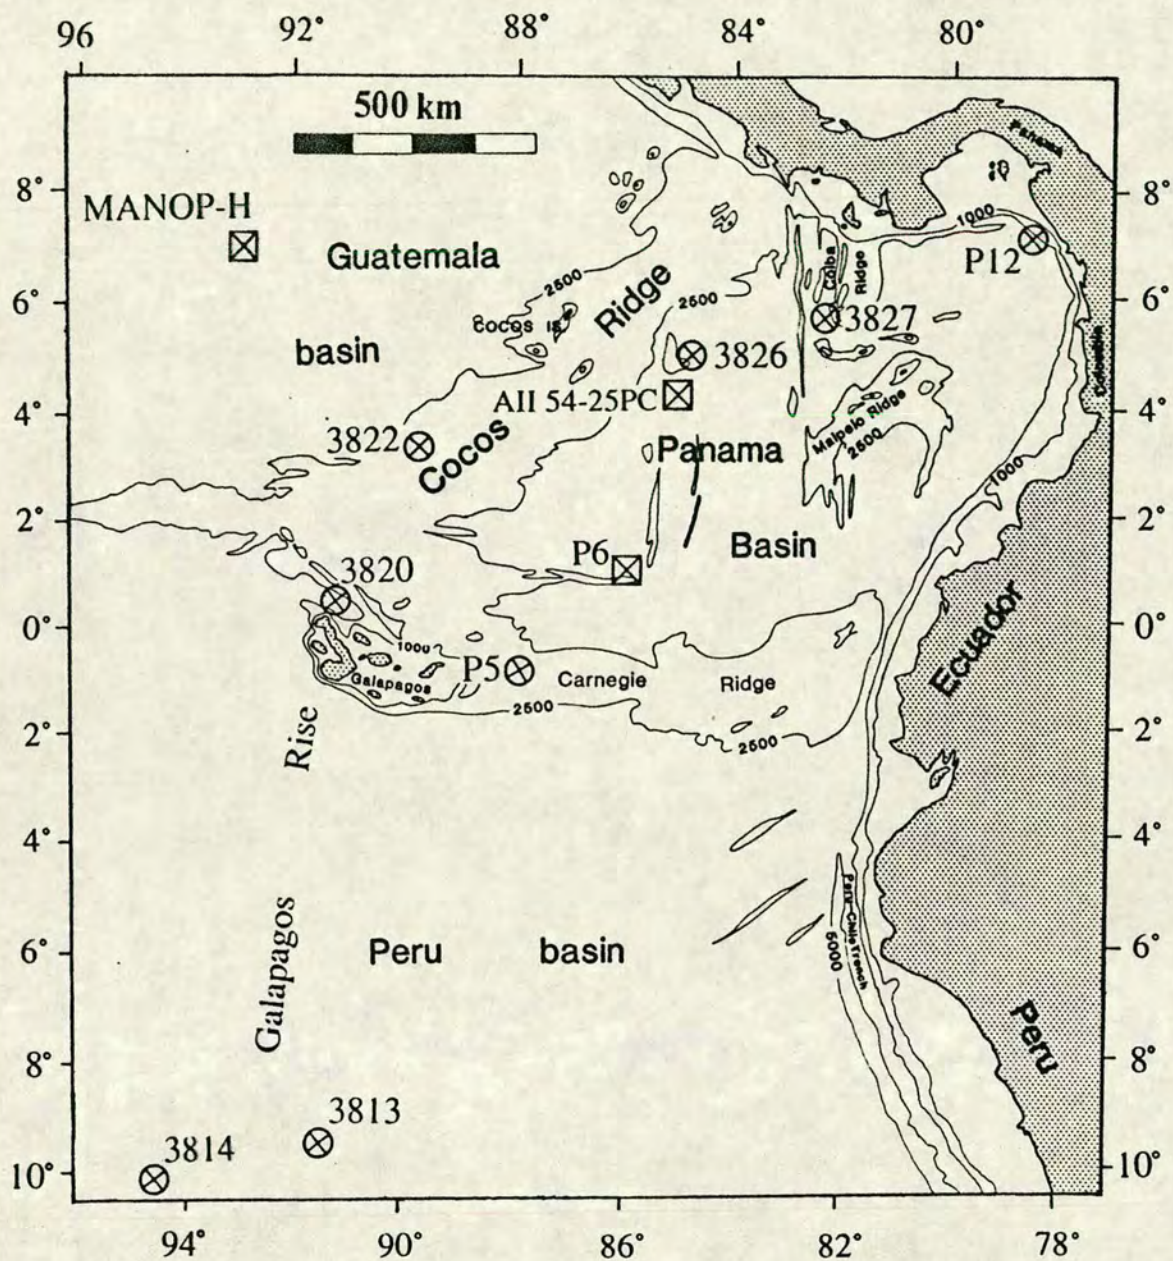 96 92° 88° 84° 80°
500 km
8° 8°
MANOP-H
Panama
1000
P12
Guatemala
basin
2500
Cocos Is
Ridge
2500
Coiba
Ridge
6° 6°
3827
3826
Colombia
AII 54-25PC
4° 4°
Malpelo Ridge
2500
3822
Cocos
Panama
Basin
1000
2° 2°
P6
3820
0° 0°
1000
Galapagos
P5
Carnegie Ridge
2500
2500
Ecuador
2° 2°
Galapagos Rise
4° 4°
Peru-Chile Trench
5000
6° 6°
Peru basin
Peru
8° 8°
3813
3814
10° 10°
94° 90° 86° 82° 78°